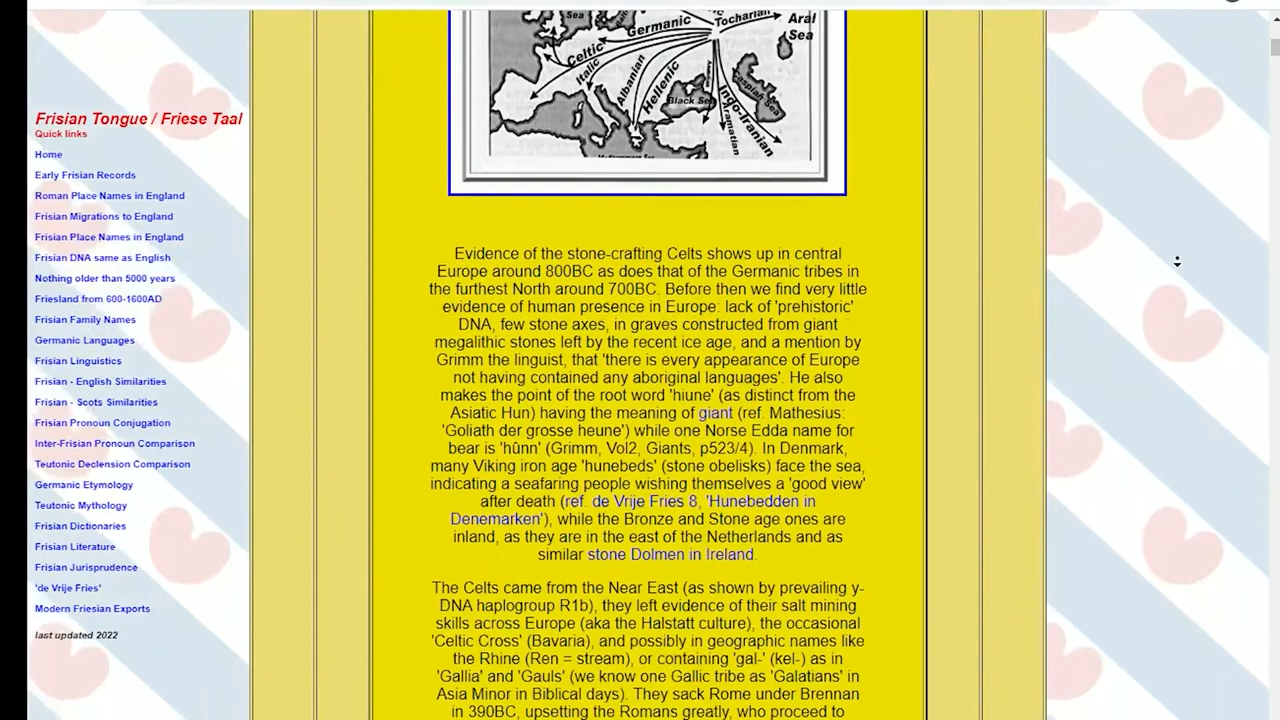 Frisian Tongue / Friese Taal
Quick links
Home
Early Frisian Records
Roman Place Names in England
Frisian Migrations to England
Frisian Place Names in England
Frisian DNA same as English
Nothing older than 5000 years
Friesland from 600-1600AD
Frisian Family Names
Germanic Languages
Frisian Linguistics
Frisian - English Similarities
Frisian - Scots Similarities
Frisian Pronoun Conjugation
Inter-Frisian Pronoun Comparison
Teutonic Declension Comparison
Germanic Etymology
Teutonic Mythology
Frisian Dictionaries
Frisian Literature
Frisian Jurisprudence
'de Vrije Fries'
Modern Friesian Exports
last updated 2022
Sea
Germanic
Tocharian
Aral
Sea
Celtic
Italic
Albanian
Hellenic
Black Sea
Caspian Sea
Indo-Iranian
Aramatian
Evidence of the stone-crafting Celts shows up in central
Europe around 800BC as does that of the Germanic tribes in
the furthest North around 700BC. Before then we find very little
evidence of human presence in Europe: lack of 'prehistoric'
DNA, few stone axes, in graves constructed from giant
megalithic stones left by the recent ice age, and a mention by
Grimm the linguist, that 'there is every appearance of Europe
not having contained any aboriginal languages'. He also
makes the point of the root word 'hiune' (as distinct from the
Asiatic Hun) having the meaning of giant (ref. Mathesius:
'Goliath der grosse heune') while one Norse Edda name for
bear is 'hûnn' (Grimm, Vol2, Giants, p523/4). In Denmark,
many Viking iron age 'hunebeds' (stone obelisks) face the sea,
indicating a seafaring people wishing themselves a 'good view'
after death (ref. de Vrije Fries 8, 'Hunebedden in
Denemarken'), while the Bronze and Stone age ones are
inland, as they are in the east of the Netherlands and as
similar stone Dolmen in Ireland.
The Celts came from the Near East (as shown by prevailing y-
DNA haplogroup R1b), they left evidence of their salt mining
skills across Europe (aka the Halstatt culture), the occasional
'Celtic Cross' (Bavaria), and possibly in geographic names like
the Rhine (Ren = stream), or containing 'gal-' (kel-) as in
'Gallia' and 'Gauls' (we know one Gallic tribe as 'Galatians' in
Asia Minor in Biblical days). They sack Rome under Brennan
in 390BC, upsetting the Romans greatly, who proceed to